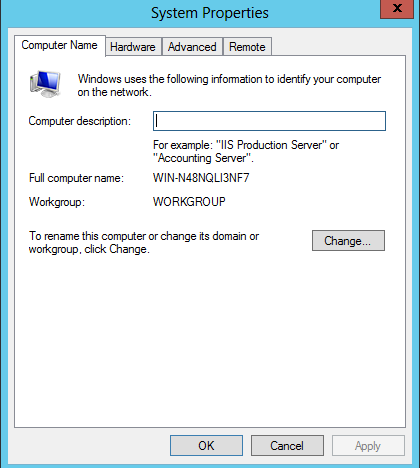 System Properties
x
Computer Name Hardware Advanced Remote
Windows uses the following information to identify your computer
on the network.
Computer description:
For example: "IIS Production Server" or
"Accounting Server".
Full computer name: WIN-N48NQLI3NF7
Workgroup: WORKGROUP
To rename this computer or change its domain or
workgroup, click Change.
Change...
OK Cancel Apply